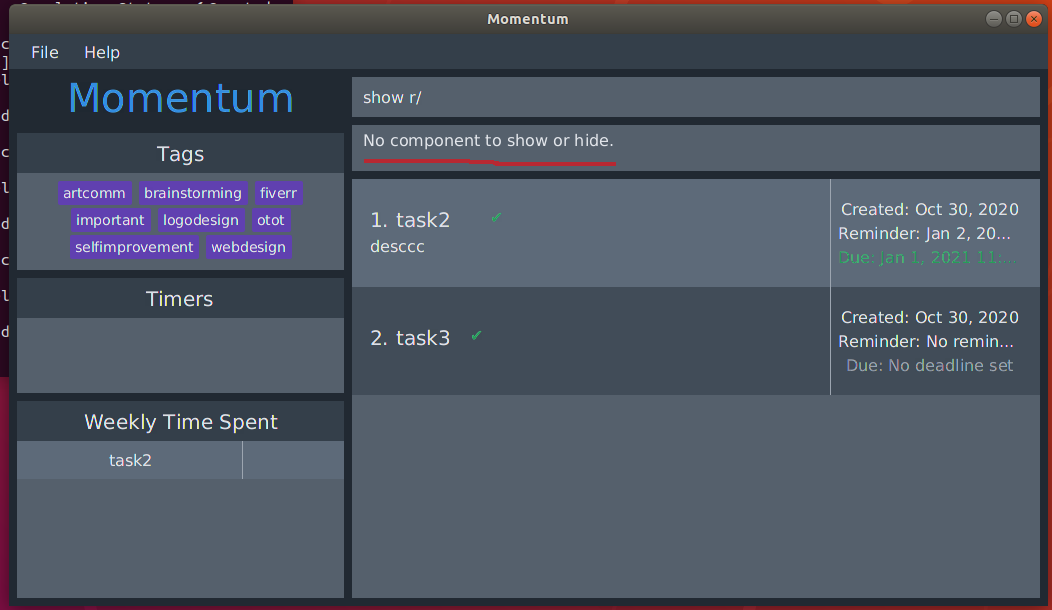 Momentum
File Help
Momentum
show r/
No component to show or hide.
Tags
artcomm brainstorming fiverr
important logodesign otot
selfimprovement webdesign
Timers
Weekly Time Spent
task2
1. task2 ✔
desccc
Created: Oct 30, 2020
Reminder: Jan 2, 20...
Due: Jan 1, 2021 11:...
2. task3 ✔
Created: Oct 30, 2020
Reminder: No remin...
Due: No deadline set